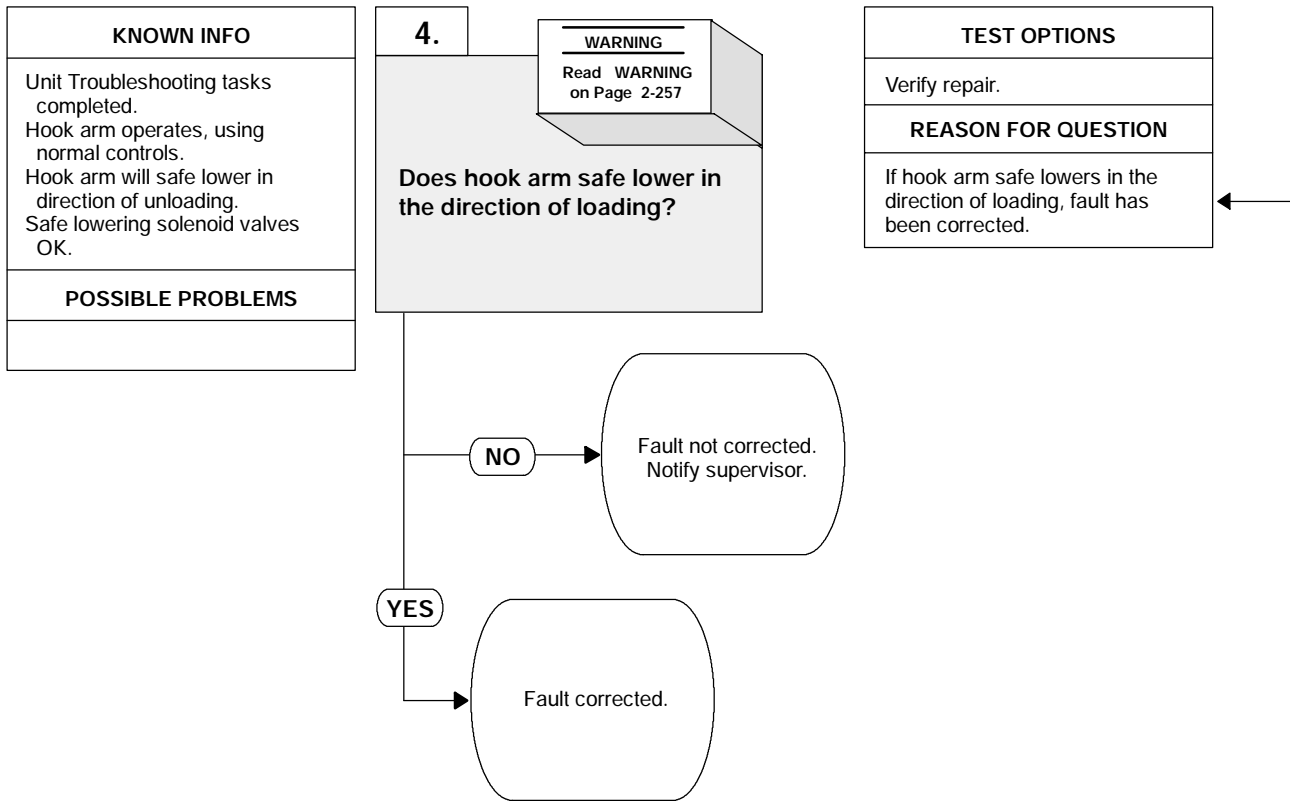 KNOWN INFO
Unit Troubleshooting tasks
completed.
Hook arm operates, using
normal controls.
Hook arm will safe lower in
direction of unloading.
Safe lowering solenoid valves
OK.
POSSIBLE PROBLEMS
4.
WARNING
Read WARNING
on Page 2-257
Does hook arm safe lower in
the direction of loading?
TEST OPTIONS
Verify repair.
REASON FOR QUESTION
If hook arm safe lowers in the
direction of loading, fault has
been corrected.
NO
Fault not corrected.
Notify supervisor.
YES
Fault corrected.